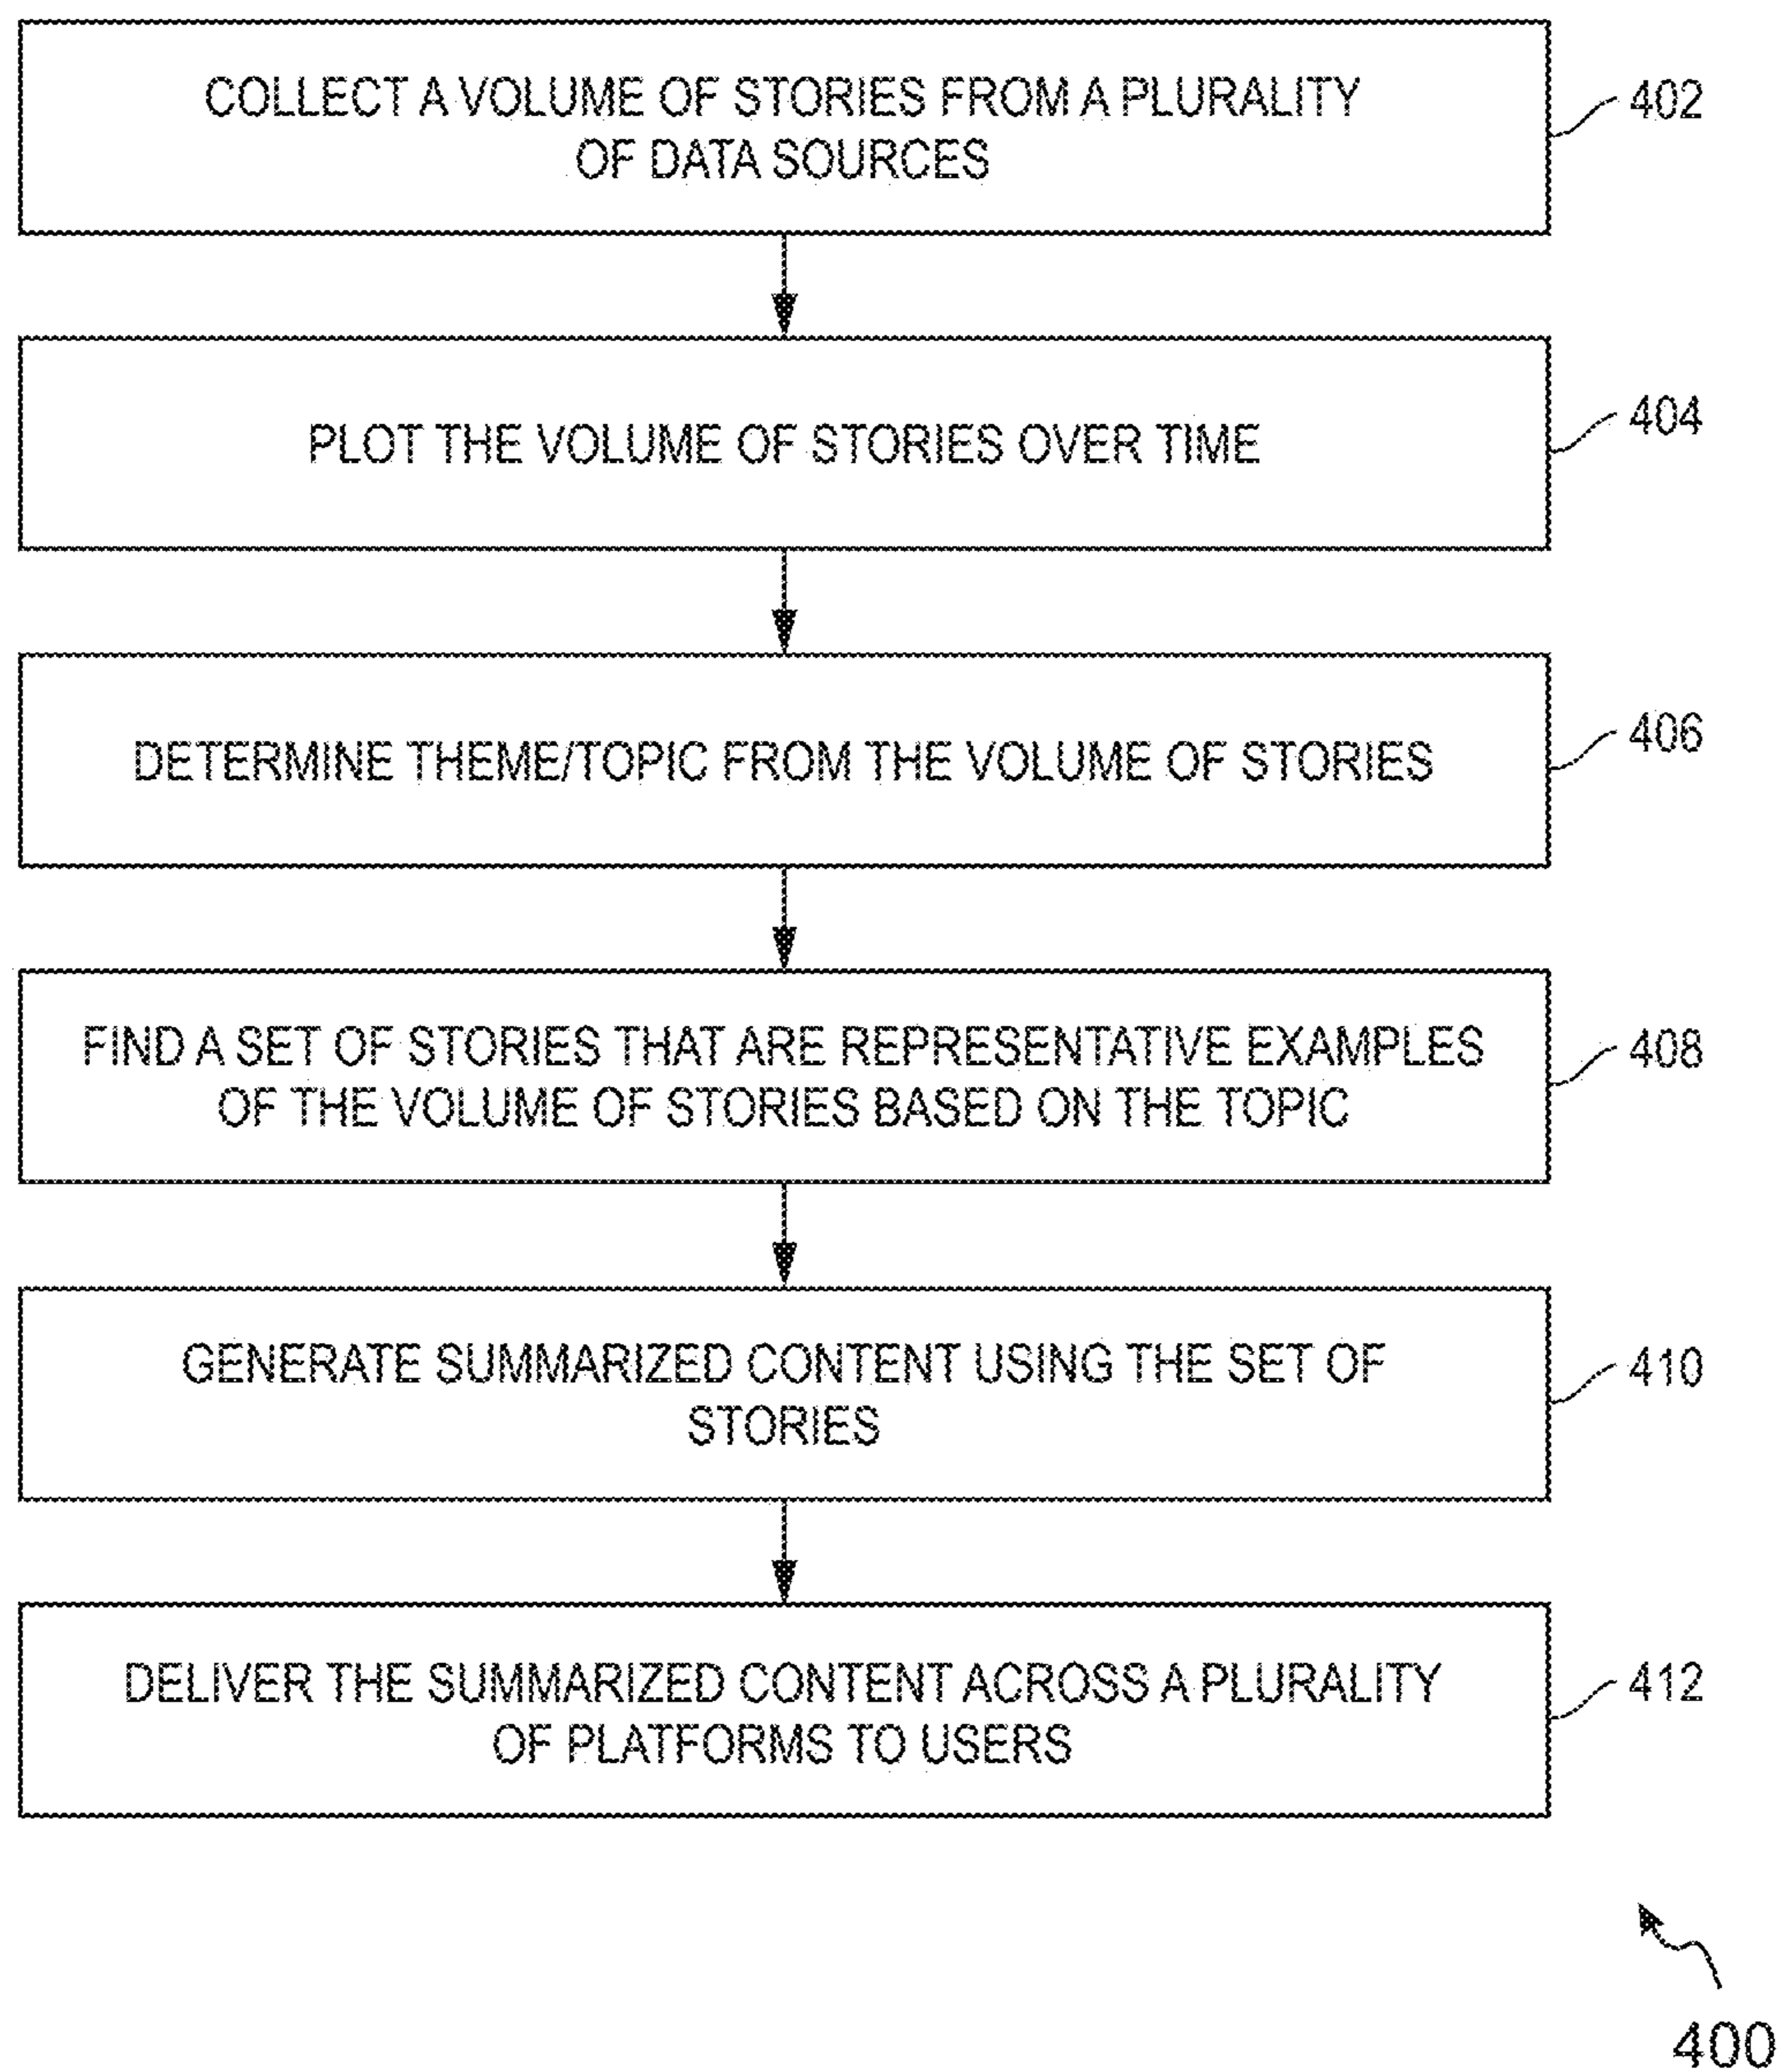 COLLECT A VOLUME OF STORIES FROM A PLURALITY
OF DATA SOURCES
402
PLOT THE VOLUME OF STORIES OVER TIME
404
DETERMINE THEME/TOPIC FROM THE VOLUME OF STORIES
406
FIND A SET OF STORIES THAT ARE REPRESENTATIVE EXAMPLES
OF THE VOLUME OF STORIES BASED ON THE TOPIC
408
GENERATE SUMMARIZED CONTENT USING THE SET OF
STORIES
410
DELIVER THE SUMMARIZED CONTENT ACROSS A PLURALITY
OF PLATFORMS TO USERS
412
400